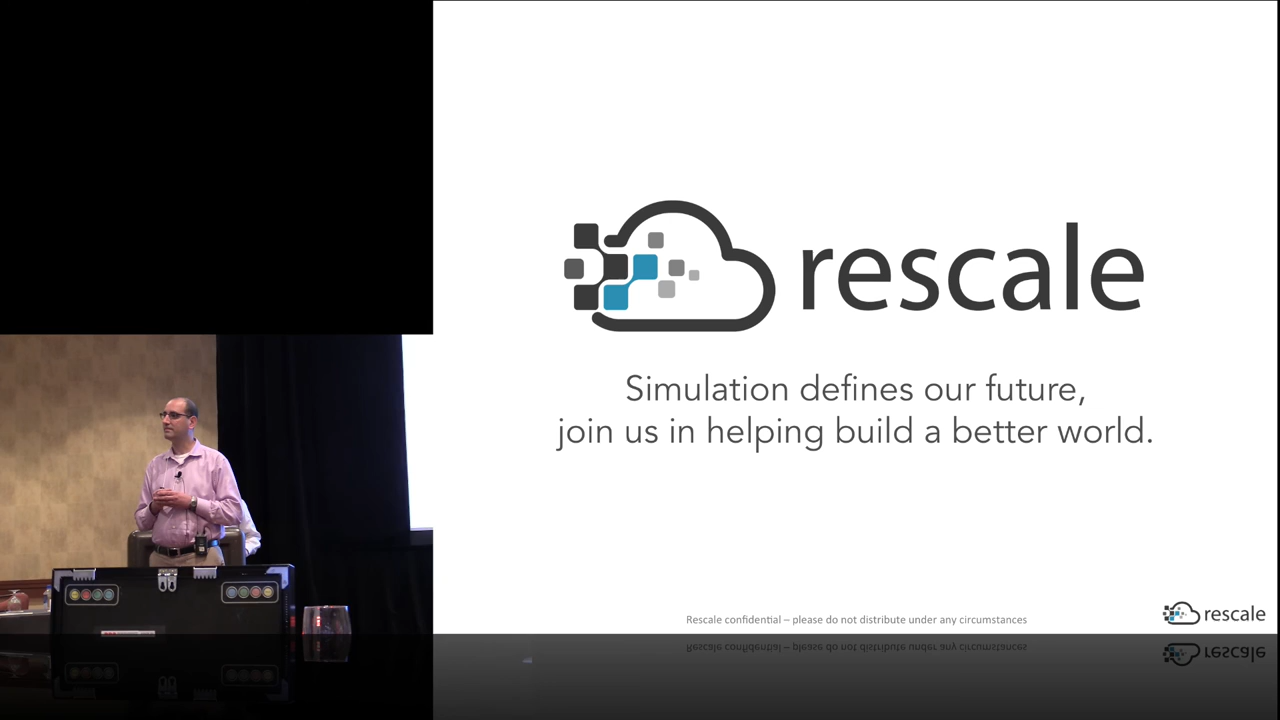 rescale
Simulation defines our future,
join us in helping build a better world.
Rescale confidential – please do not distribute under any circumstances
rescale